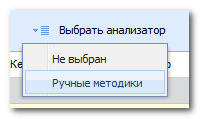 Выбрать анализатор
Не выбран
Ручные методики